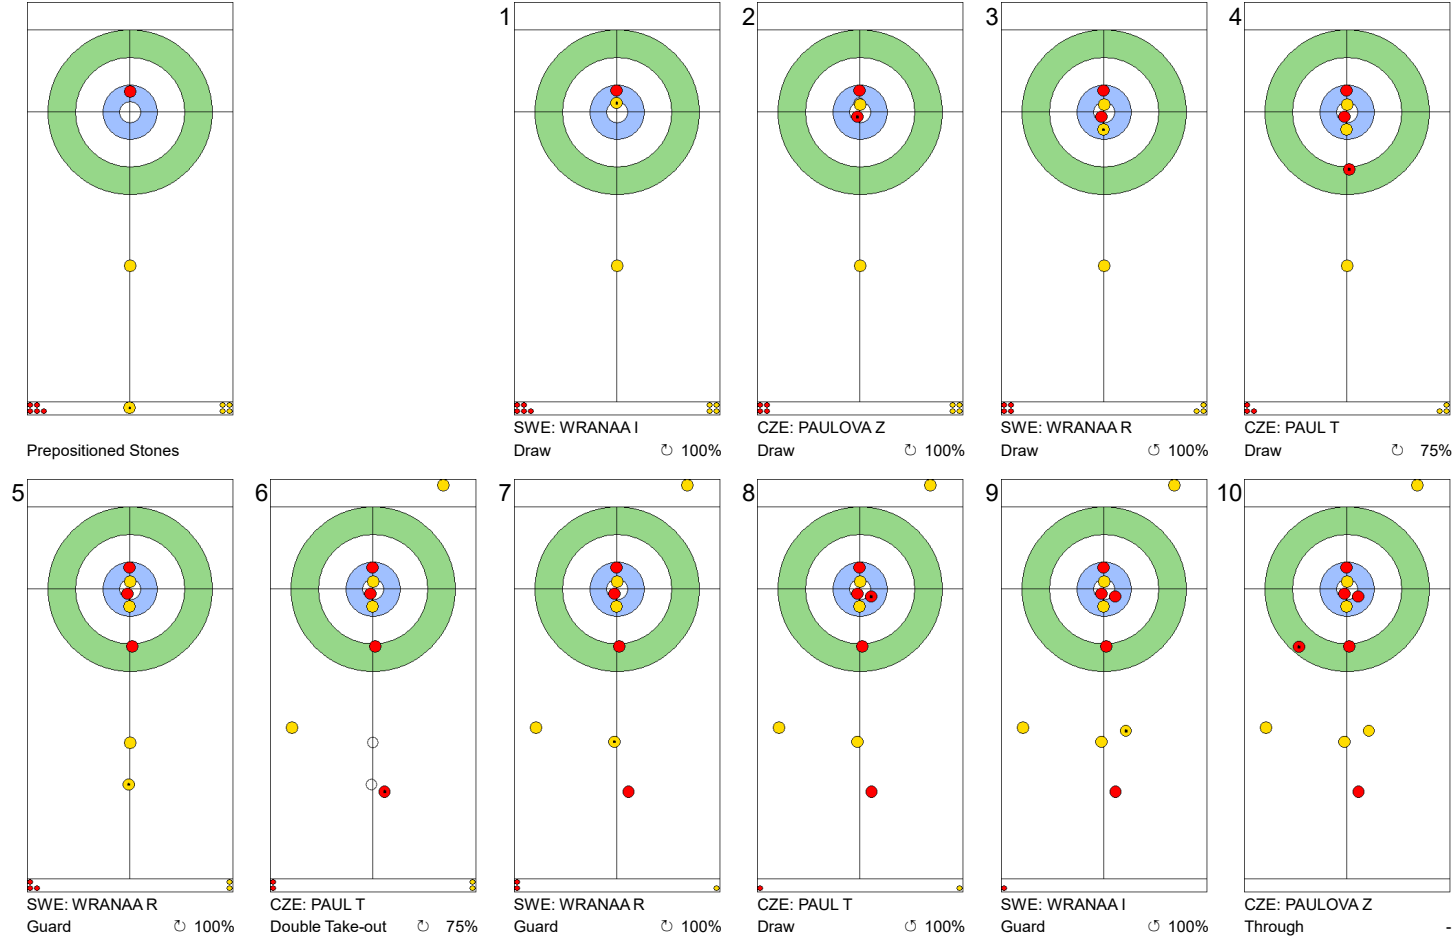 1
2
3
4
Prepositioned Stones
SWE: WRANAA I
Draw ↻ 100%
CZE: PAULOVA Z
Draw ↻ 100%
SWE: WRANAA R
Draw ↺ 100%
CZE: PAUL T
Draw ↻ 75%
5
6
7
8
9
10
SWE: WRANAA R
Guard ↻ 100%
CZE: PAUL T
Double Take-out ↻ 75%
SWE: WRANAA R
Guard ↻ 100%
CZE: PAUL T
Draw ↺ 100%
SWE: WRANAA I
Guard ↺ 100%
CZE: PAULOVA Z
Through -